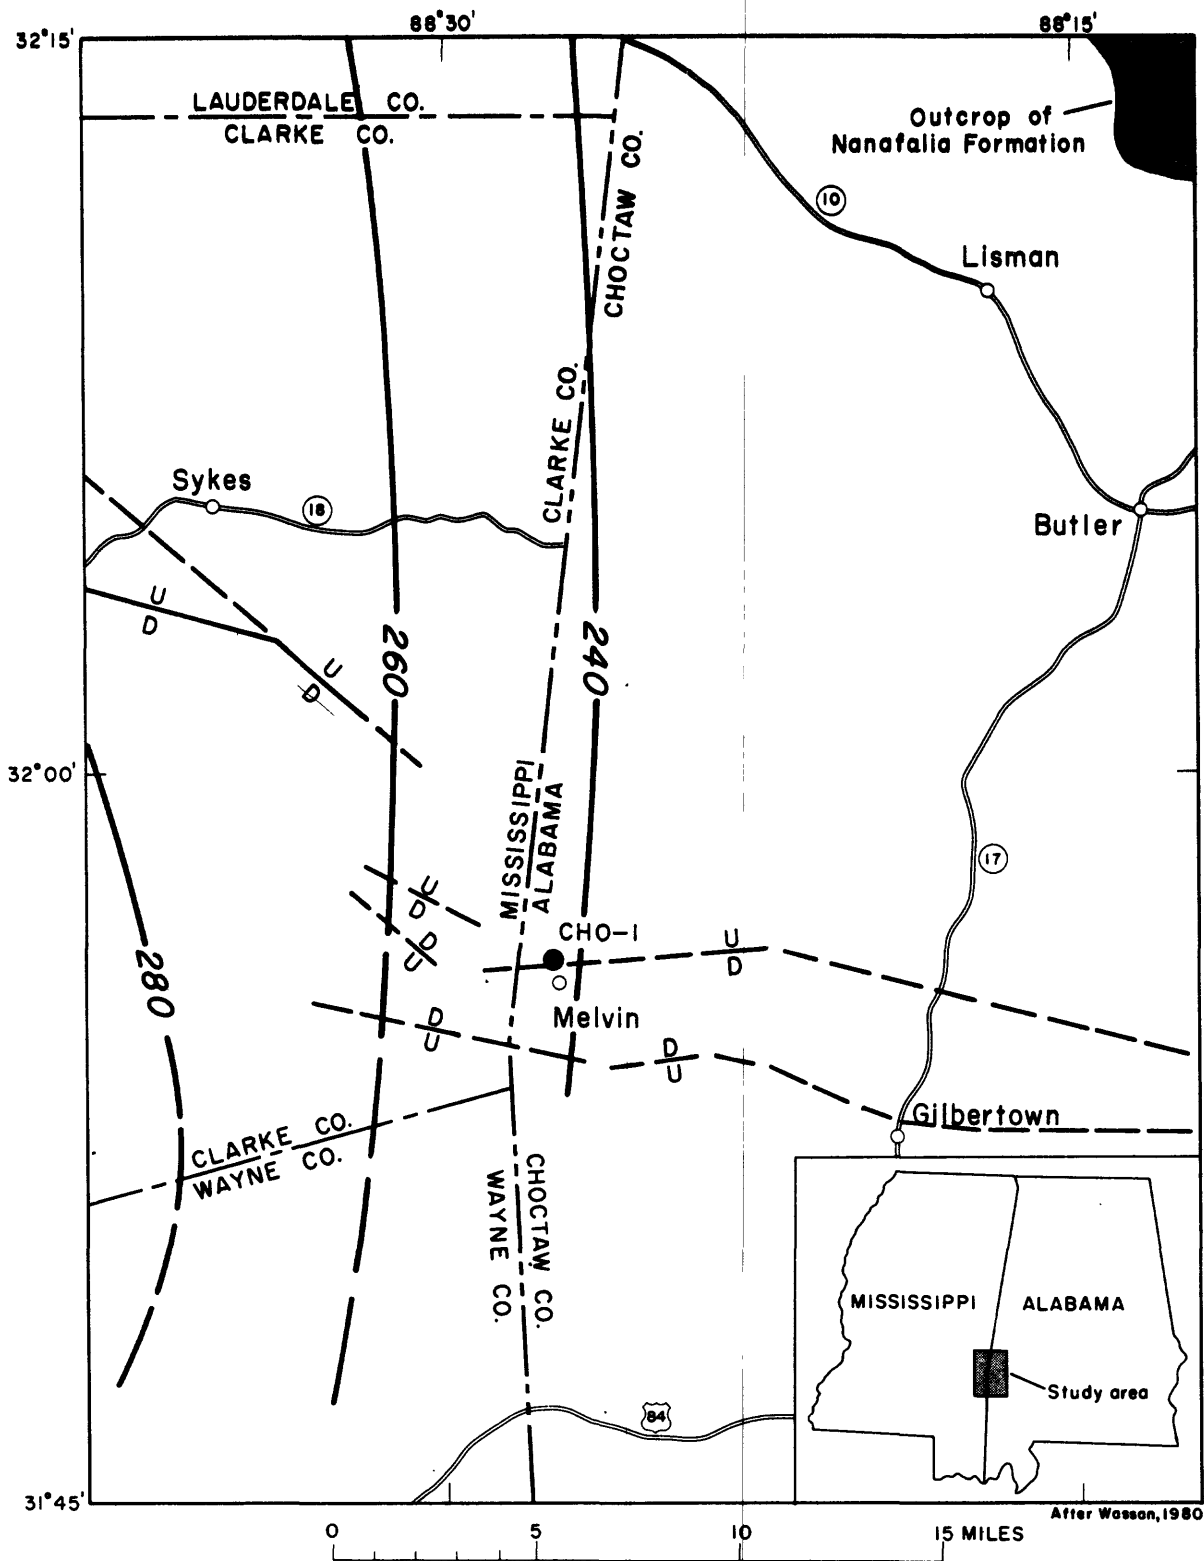 88°30'
88°15'
32°15'
LAUDERDALE CO.
CLARKE CO.
Outcrop of
Nanafalia Formation
CHOCTAW CO.
10
Lisman
CLARKE CO.
Sykes
18
Butler
U
D
U
D
260
240
32°00'
MISSISSIPPI
ALABAMA
17
U
D
CHO-1
U
D
D
U
280
Melvin
D
U
D
U
Gilbertown
CLARKE CO.
WAYNE CO.
CHOCTAW CO.
WAYNE CO.
MISSISSIPPI
ALABAMA
Study area
84
31°45'
After Wasson, 1980
0 5 10 15 MILES